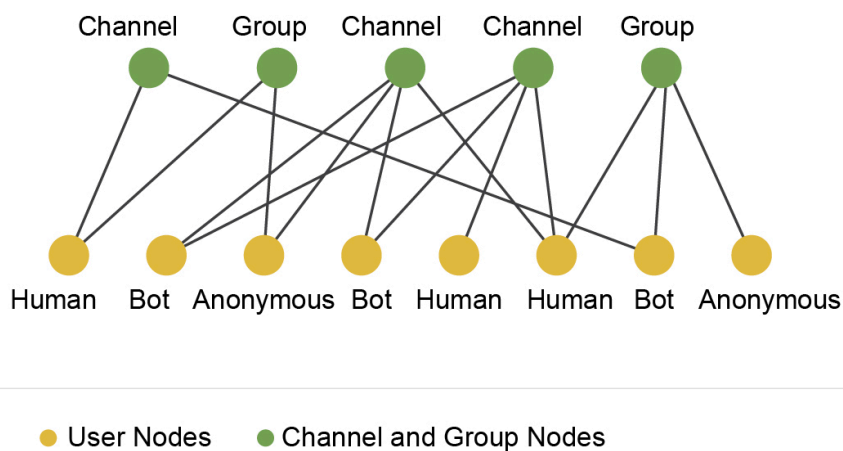 Channel Group Channel Channel Group
Human Bot Anonymous Bot Human Human Bot Anonymous
User Nodes Channel and Group Nodes